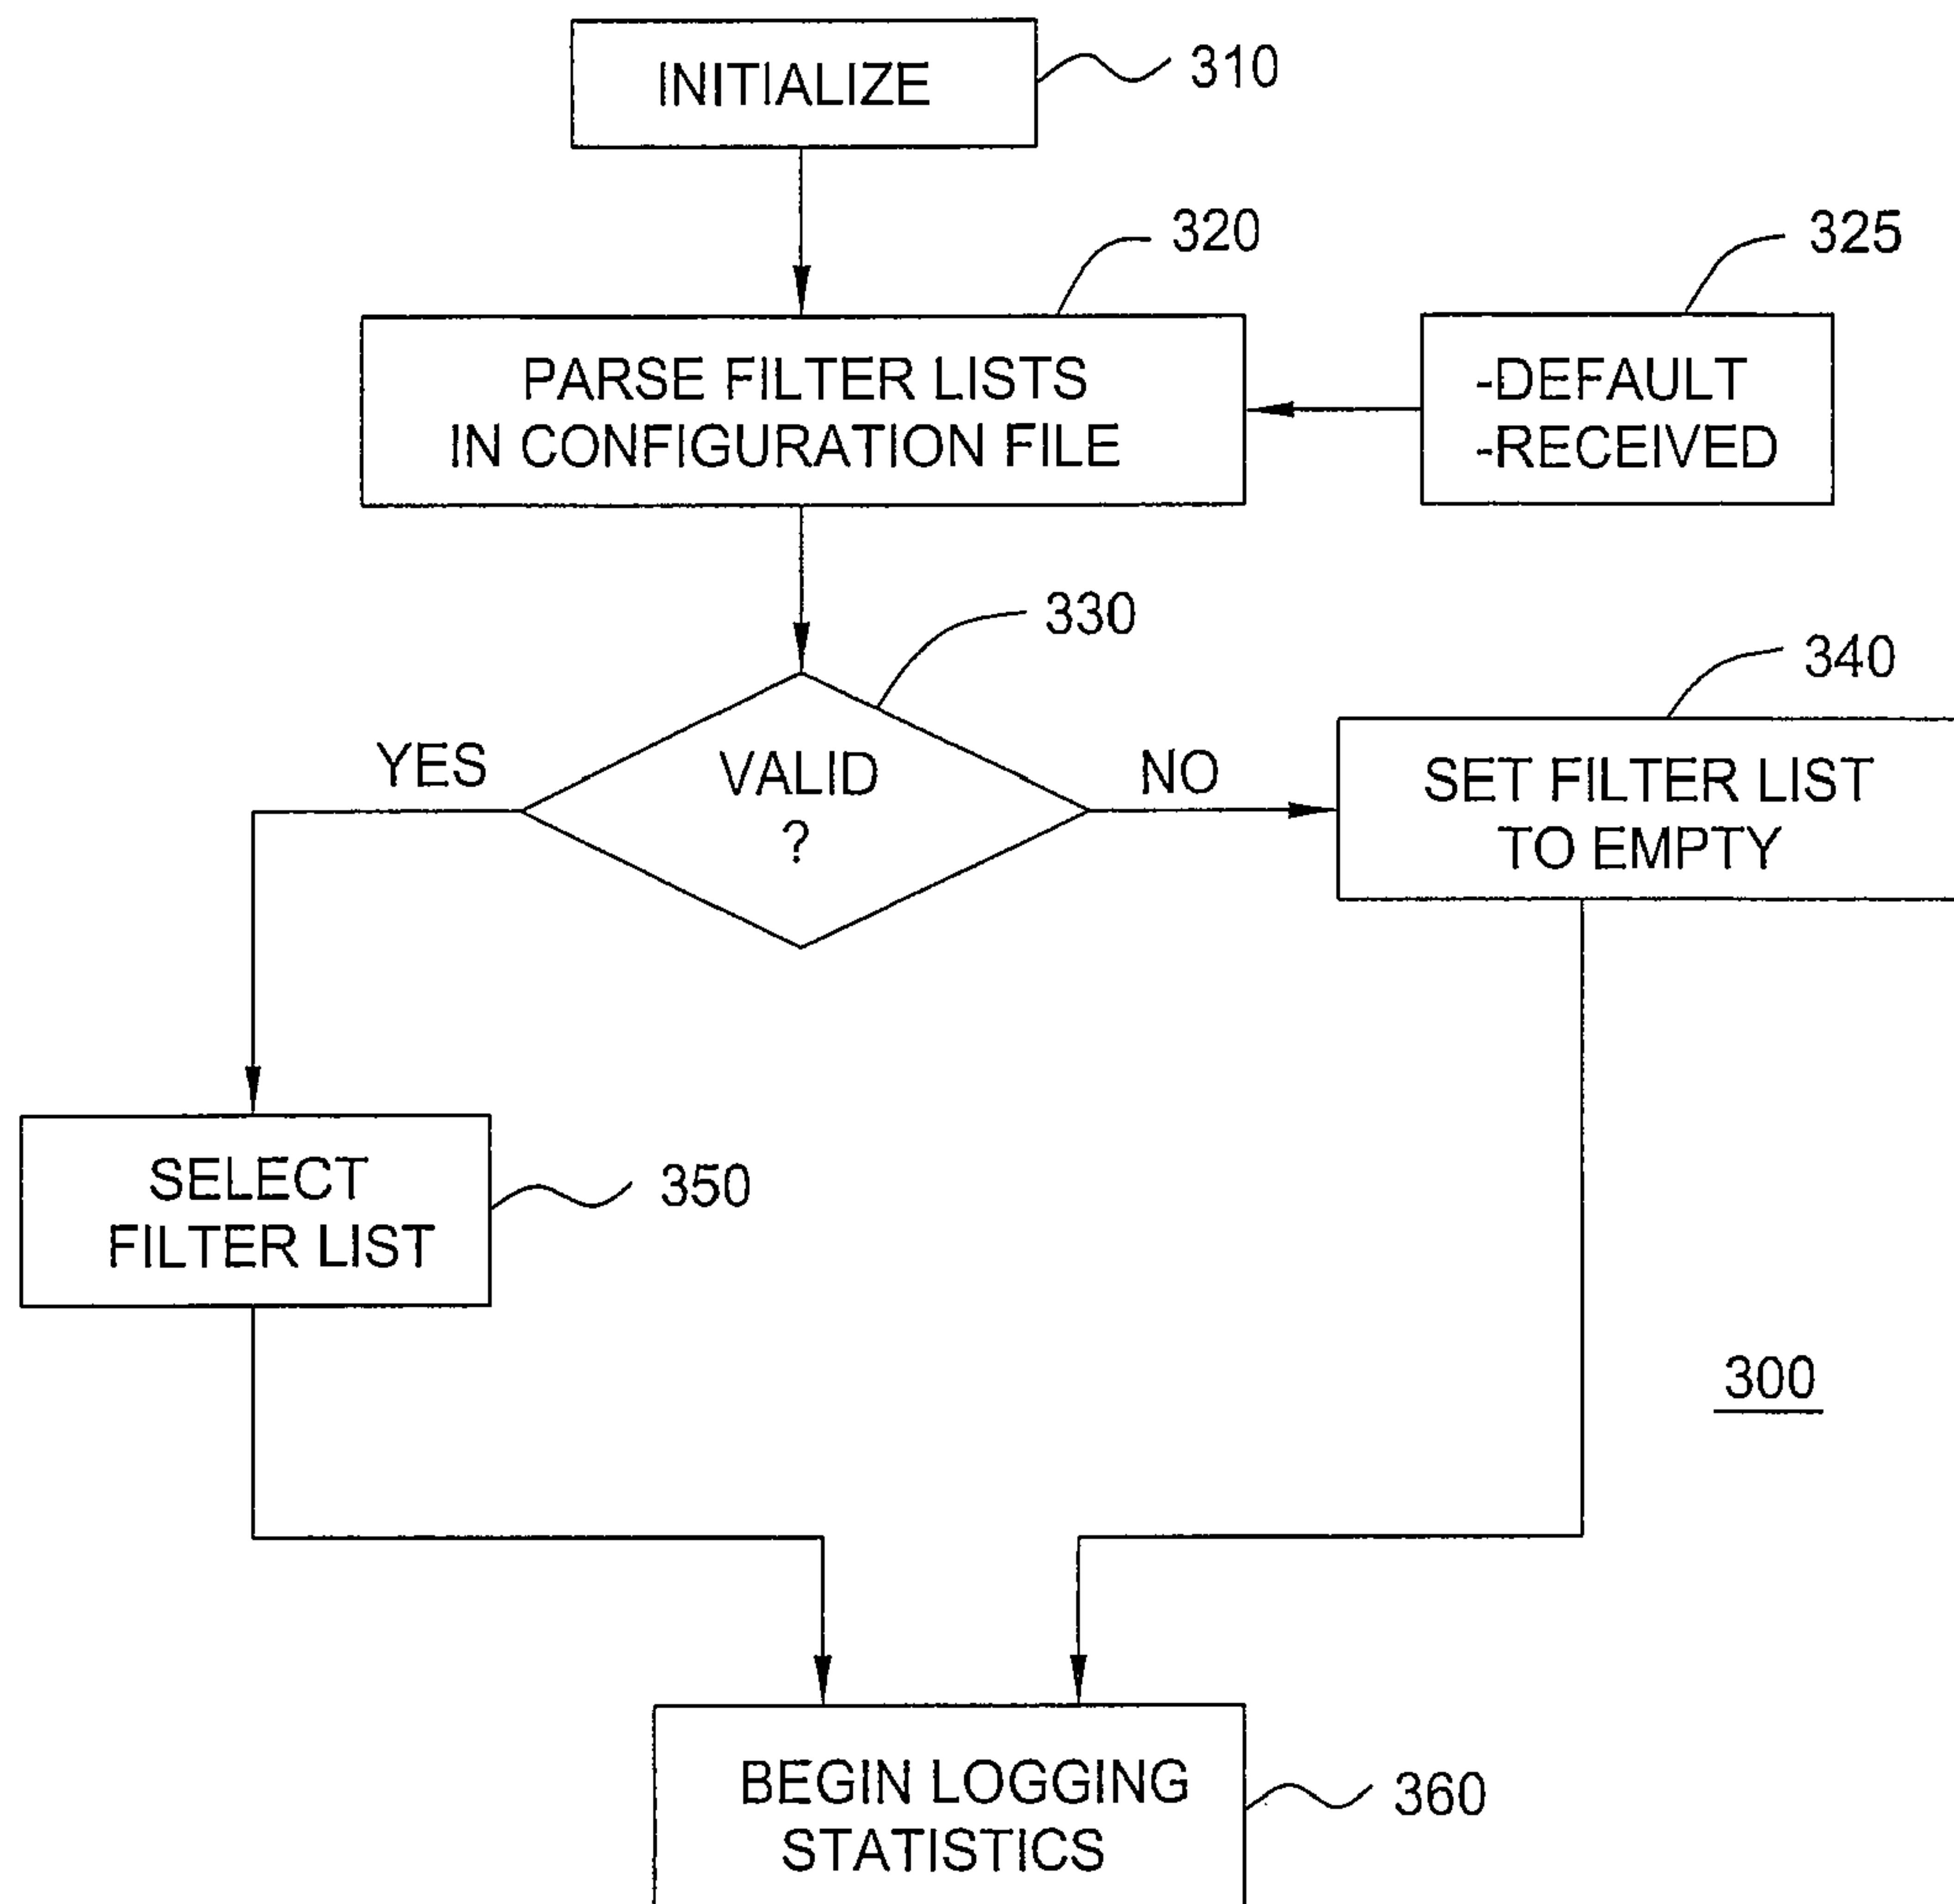 INITIALIZE
310
320
325
PARSE FILTER LISTS
IN CONFIGURATION FILE
-DEFAULT
-RECEIVED
330
340
YES
VALID
?
NO
SET FILTER LIST
TO EMPTY
SELECT
FILTER LIST
350
300
BEGIN LOGGING
STATISTICS
360